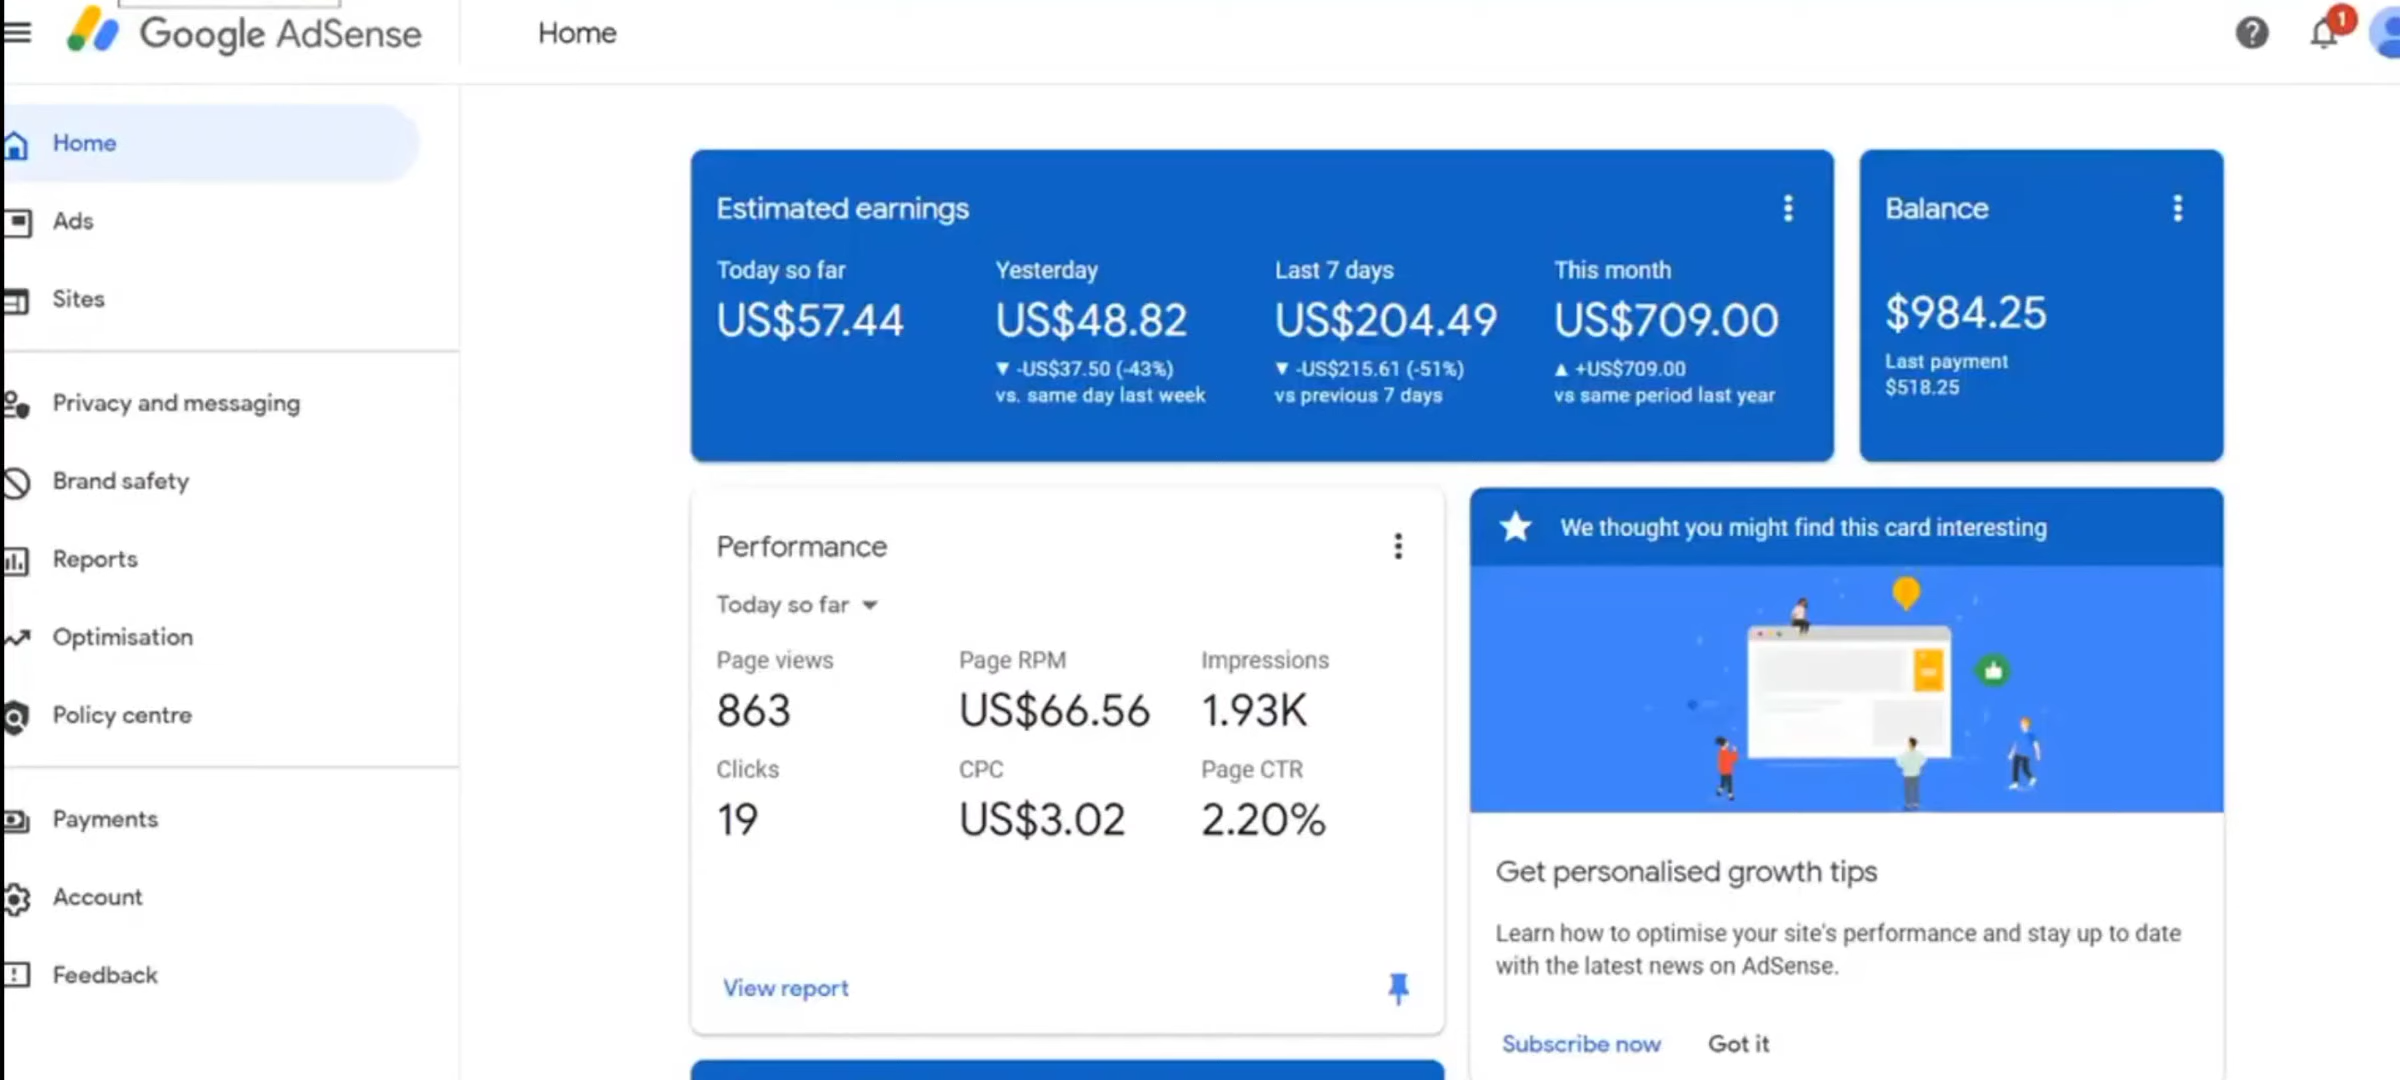 Google AdSense
Home
1
Home
Ads
Sites
Privacy and messaging
Brand safety
Reports
Optimisation
Policy centre
Payments
Account
Feedback
Estimated earnings
Today so far
US$57.44
Yesterday
US$48.82
▼ -US$37.50 (-43%)
vs. same day last week
Last 7 days
US$204.49
▼ -US$215.61 (-51%)
vs previous 7 days
This month
US$709.00
▲ +US$709.00
vs same period last year
Balance
$984.25
Last payment
$518.25
Performance
Today so far
Page views
863
Page RPM
US$66.56
Impressions
1.93K
Clicks
19
CPC
US$3.02
Page CTR
2.20%
View report
We thought you might find this card interesting
Get personalised growth tips
Learn how to optimise your site's performance and stay up to date
with the latest news on AdSense.
Subscribe now
Got it